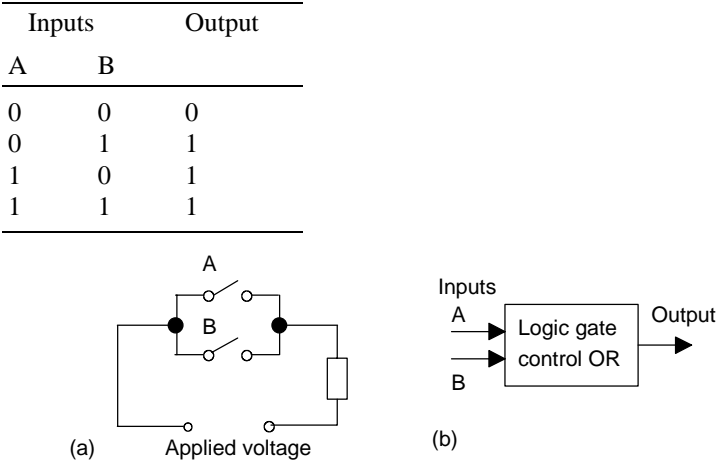 Inputs Output
A B
0 0 0
0 1 1
1 0 1
1 1 1
A
B
(a) Applied voltage
Inputs
A
Logic gate Output
control OR
B
(b)